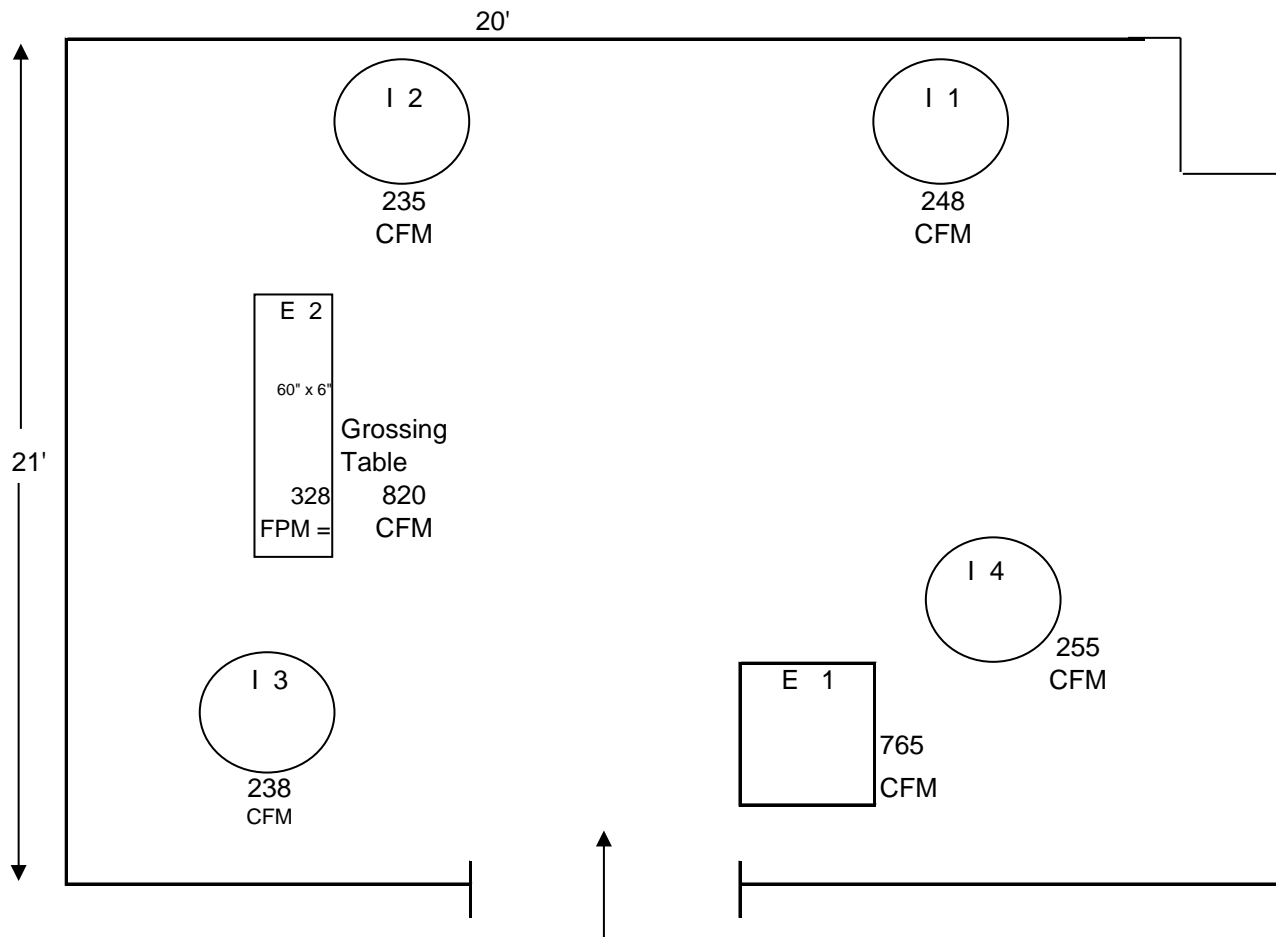 20'
I 2
I 1
235
CFM
248
CFM
E 2
60" x 6"
Grossing
Table
21'
328
820
FPM =
CFM
I 4
255
CFM
I 3
E 1
765
CFM
238
CFM